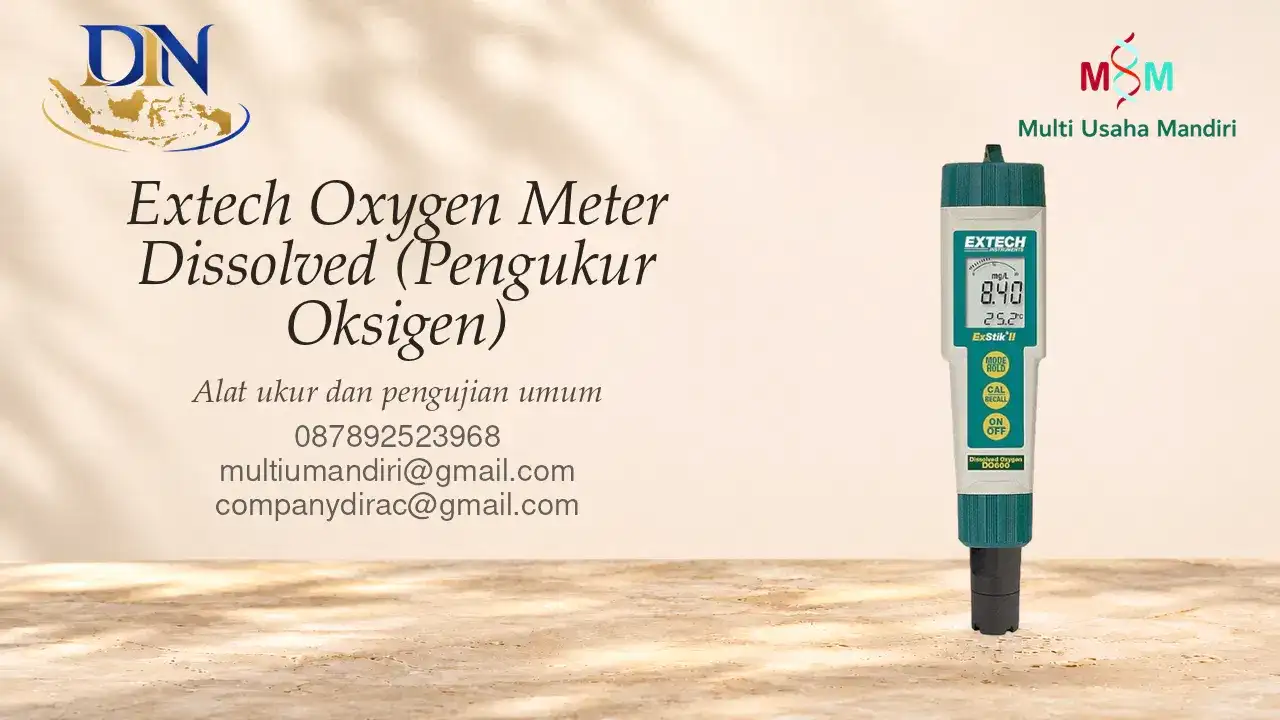 DIN
M M
Multi Usaha Mandiri
Extech Oxygen Meter
Dissolved (Pengukur
Oksigen)
Alat ukur dan pengujian umum
087892523968
multiumandiri@gmail.com
companydirac@gmail.com
EXTECH
INSTRUMENTS
mg/L
8.40
25.2°C
ExStik II
MODE
HOLD
CAL
RECALL
ON
OFF
Dissolved Oxygen
DO600